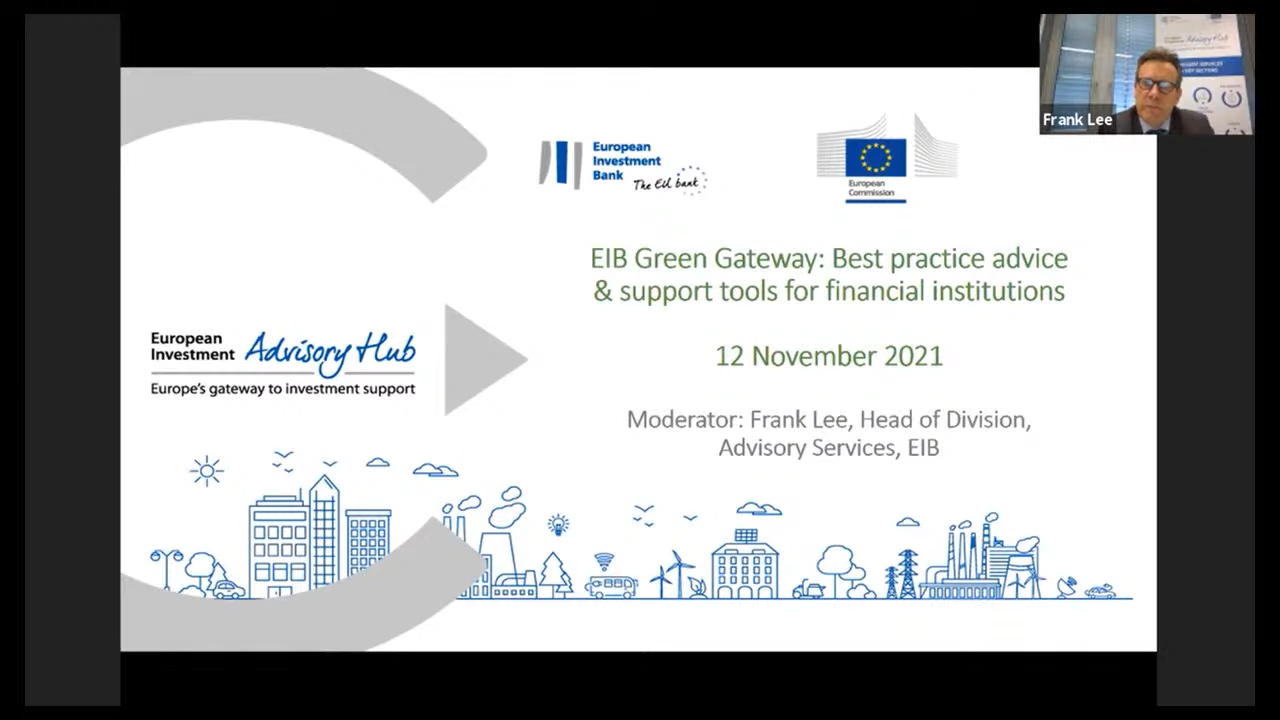 European
Investment
Bank
The EU bank
European
Commission
Advisory Hub
Frank Lee
EIB Green Gateway: Best practice advice
& support tools for financial institutions
12 November 2021
Moderator: Frank Lee, Head of Division,
Advisory Services, EIB
European
Investment Advisory Hub
Europe's gateway to investment support